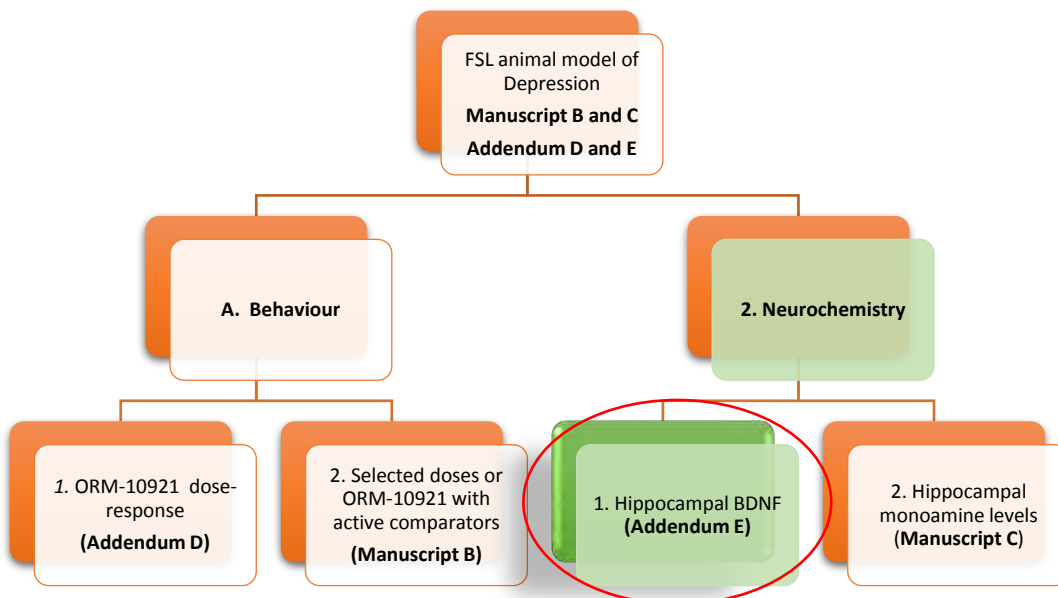 FSL animal model of
Depression
Manuscript B and C
Addendum D and E
A. Behaviour
2. Neurochemistry
1. ORM-10921 dose-
response
(Addendum D)
2. Selected doses or
ORM-10921 with
active comparators
(Manuscript B)
1. Hippocampal BDNF
(Addendum E)
2. Hippocampal
monoamine levels
(Manuscript C)